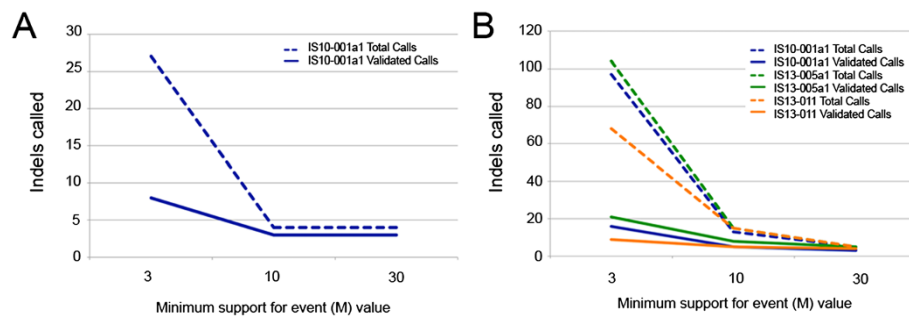 A
30
25
20
15
10
5
0
Indels called
IS10-001a1 Total Calls
IS10-001a1 Validated Calls
3 10 30
Minimum support for event (M) value
B
120
100
80
60
40
20
0
Indels called
IS10-001a1 Total Calls
IS10-001a1 Validated Calls
IS13-005a1 Total Calls
IS13-005a1 Validated Calls
IS13-011 Total Calls
IS13-011 Validated Calls
3 10 30
Minimum support for event (M) value